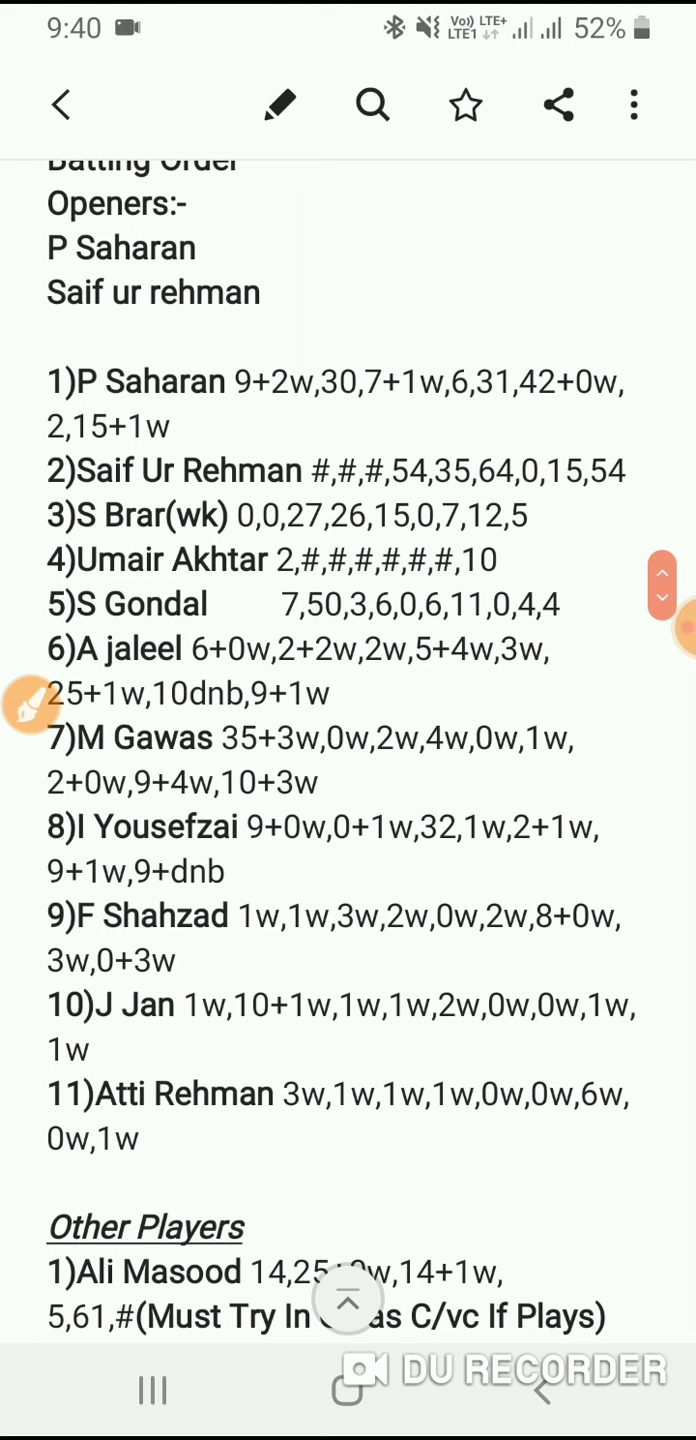 9:40
Vo)) LTE+
LTE1
52%
Batting Order
Openers:-
P Saharan
Saif ur rehman
1)P Saharan 9+2w,30,7+1w,6,31,42+0w,
2,15+1w
2)Saif Ur Rehman #,#,#,54,35,64,0,15,54
3)S Brar(wk) 0,0,27,26,15,0,7,12,5
4)Umair Akhtar 2,#,#,#,#,#,#,10
5)S Gondal 7,50,3,6,0,6,11,0,4,4
6)A jaleel 6+0w,2+2w,2w,5+4w,3w,
25+1w,10dnb,9+1w
7)M Gawas 35+3w,0w,2w,4w,0w,1w,
2+0w,9+4w,10+3w
8)I Yousefzai 9+0w,0+1w,32,1w,2+1w,
9+1w,9+dnb
9)F Shahzad 1w,1w,3w,2w,0w,2w,8+0w,
3w,0+3w
10)J Jan 1w,10+1w,1w,1w,2w,0w,0w,1w,
1w
11)Atti Rehman 3w,1w,1w,1w,0w,0w,6w,
0w,1w
Other Players
1)Ali Masood 14,25+0w,14+1w,
5,61,#(Must Try In as C/vc If Plays)
DU RECORDER